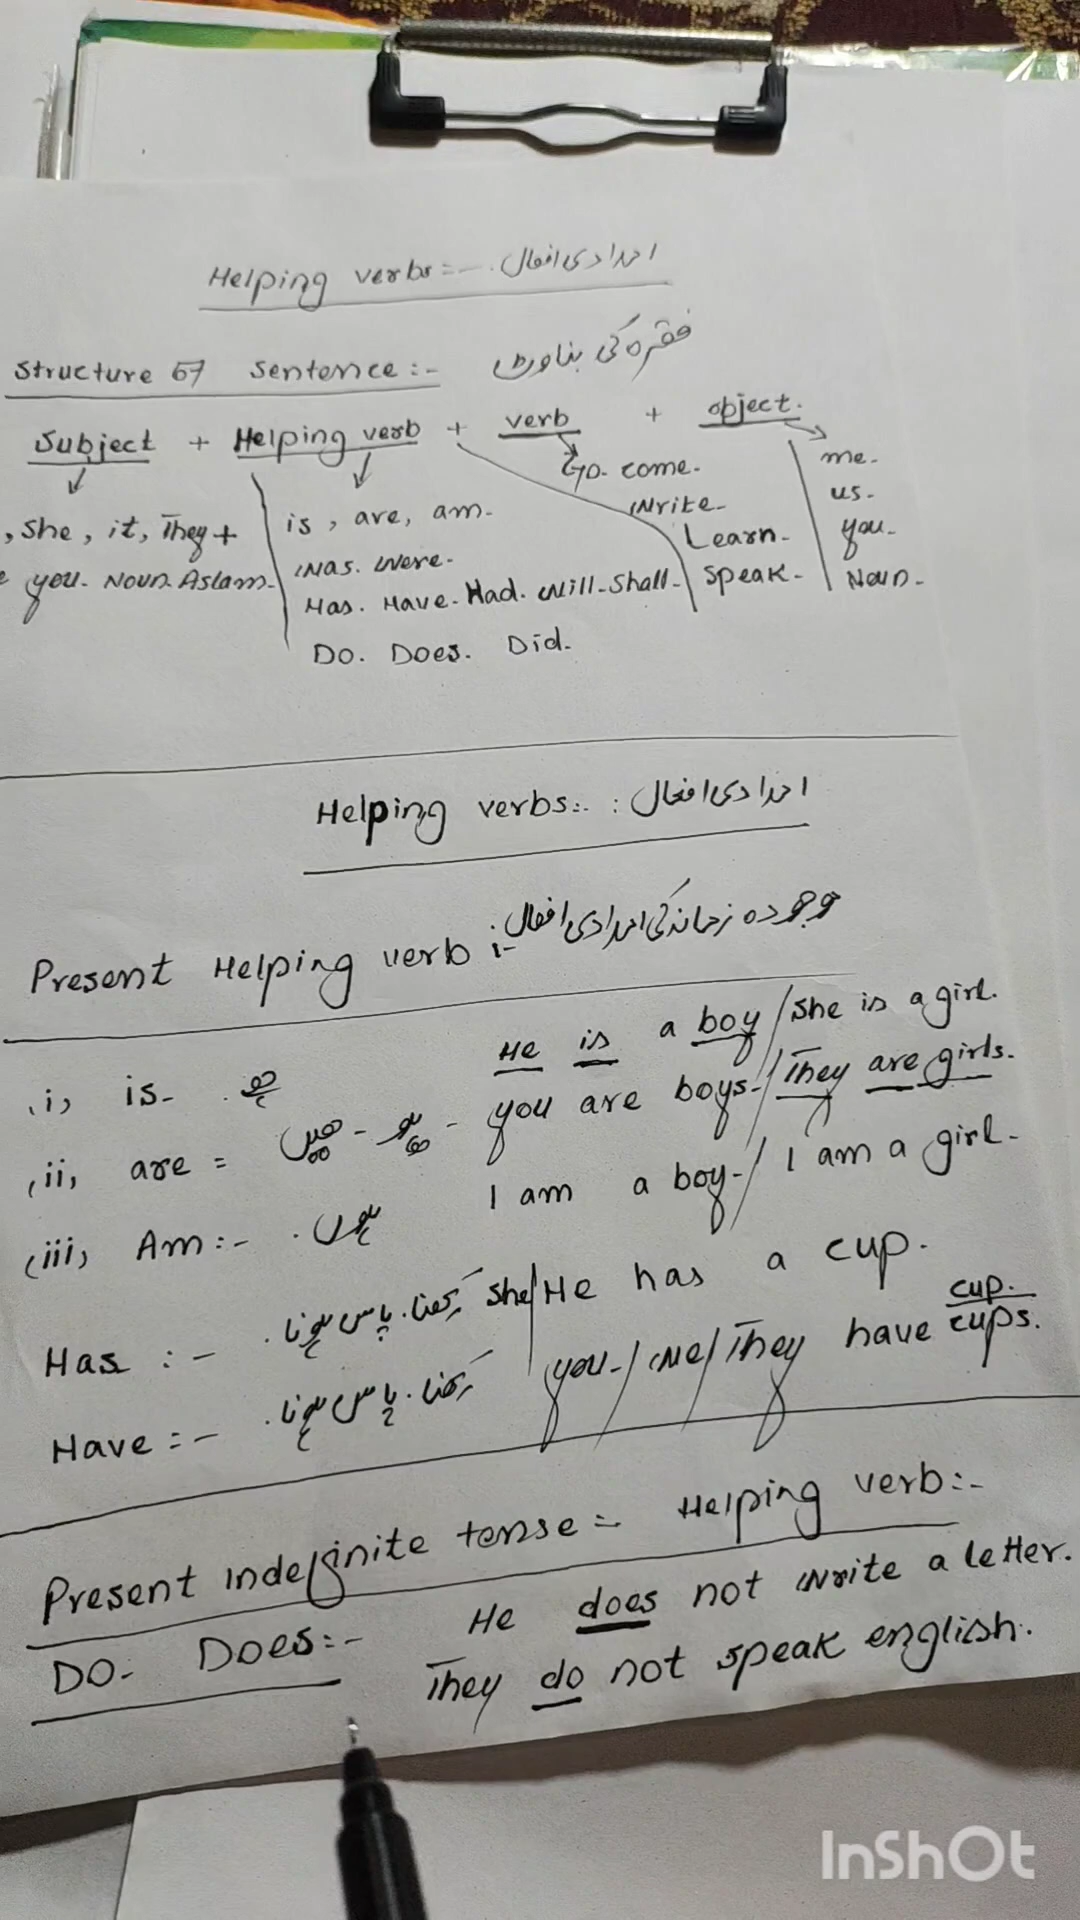 Helping verbs:-. امدادی افعال
Structure of Sentence:- فقرہ کی بناوٹ
Subject + Helping verb + verb + object.
, she, it, They + is, are, am. Go. come. me.
you. Noun. Aslam. Was. Were. Write. us.
Has. Have. Had. Will. Shall. Learn. you.
Do. Does. Did. Speak. Noun.
Helping verbs:. : امدادی افعال
Present Helping verb :- موجودہ زمانہ کی امدادی افعال
(i) is - ہے. He is a boy / She is a girl.
(ii) are = ہیں - ہو - you are boys. / They are girls.
(iii) Am :- ہوں. I am a boy. / I am a girl.
Has :- رکھنا. پاس ہونا. She/He has a cup.
Have :- رکھنا. پاس ہونا. you./We/They have cup. cups.
Present indefinite tense = Helping verb:-
Do. Does:- He does not write a letter.
They do not speak english.
InShOt